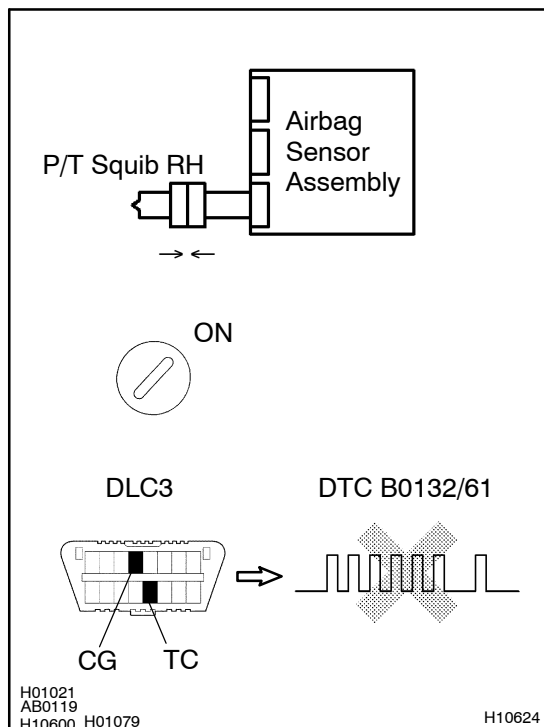 P/T Squib RH
Airbag
Sensor
Assembly
ON
DLC3
DTC B0132/61
CG
TC
H01021
AB0119
H10600 H01079
H10624